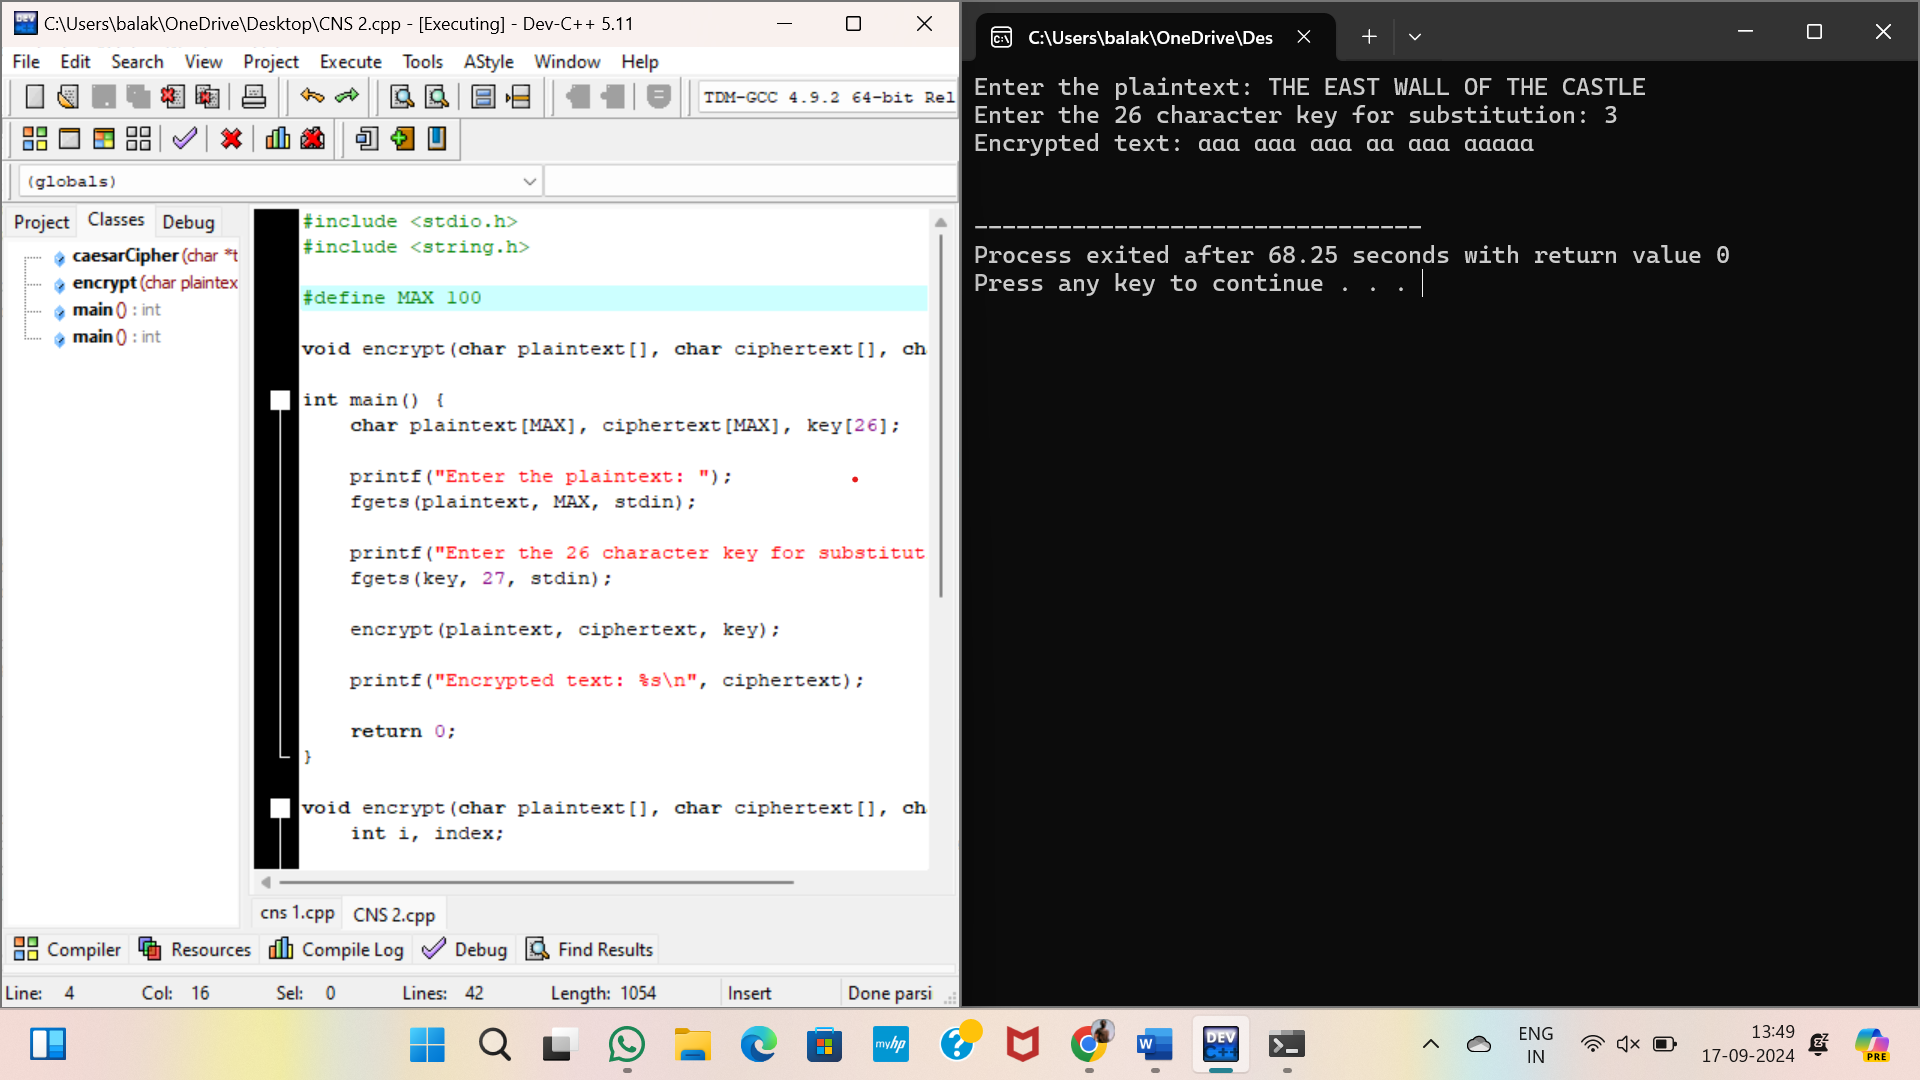 C:\Users\balak\OneDrive\Desktop\CNS 2.cpp - [Executing] - Dev-C++ 5.11
File Edit Search View Project Execute Tools AStyle Window Help
TDM-GCC 4.9.2 64-bit Rel
(globals)
Project Classes Debug
caesarCipher (char *t
encrypt (char plaintex
main () : int
main () : int
#include <stdio.h>
#include <string.h>
#define MAX 100
void encrypt(char plaintext[], char ciphertext[], ch
int main() {
char plaintext[MAX], ciphertext[MAX], key[26];
printf("Enter the plaintext: ");
fgets(plaintext, MAX, stdin);
printf("Enter the 26 character key for substitut
fgets(key, 27, stdin);
encrypt(plaintext, ciphertext, key);
printf("Encrypted text: %s\n", ciphertext);
return 0;
}
void encrypt(char plaintext[], char ciphertext[], ch
int i, index;
cns 1.cpp CNS 2.cpp
Compiler Resources Compile Log Debug Find Results
Line: 4 Col: 16 Sel: 0 Lines: 42 Length: 1054 Insert Done parsi
C:\Users\balak\OneDrive\Des
Enter the plaintext: THE EAST WALL OF THE CASTLE
Enter the 26 character key for substitution: 3
Encrypted text: ααα ααα ααα αα ααα ααααα
--------------------------------
Process exited after 68.25 seconds with return value 0
Press any key to continue . . .
myhp
W
DEV C++
ENG
IN
13:49
17-09-2024
PRE